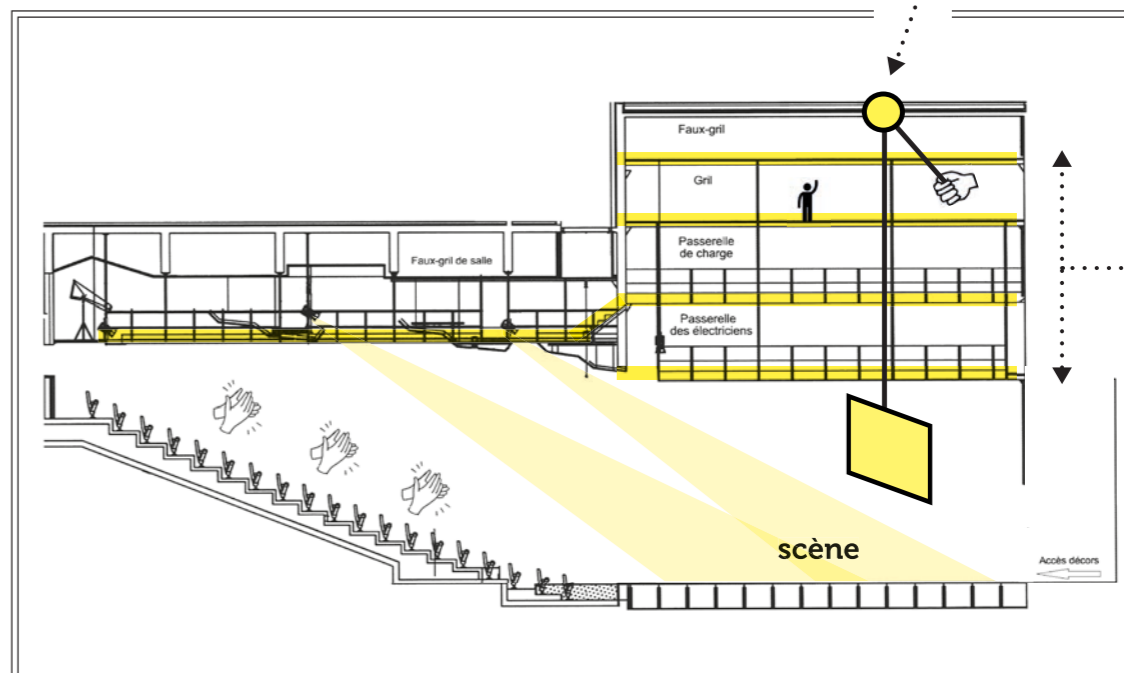 Faux-gril
Gril
Faux-gril de salle
Passerelle
de charge
Passerelle
des électriciens
scène
Accès décors